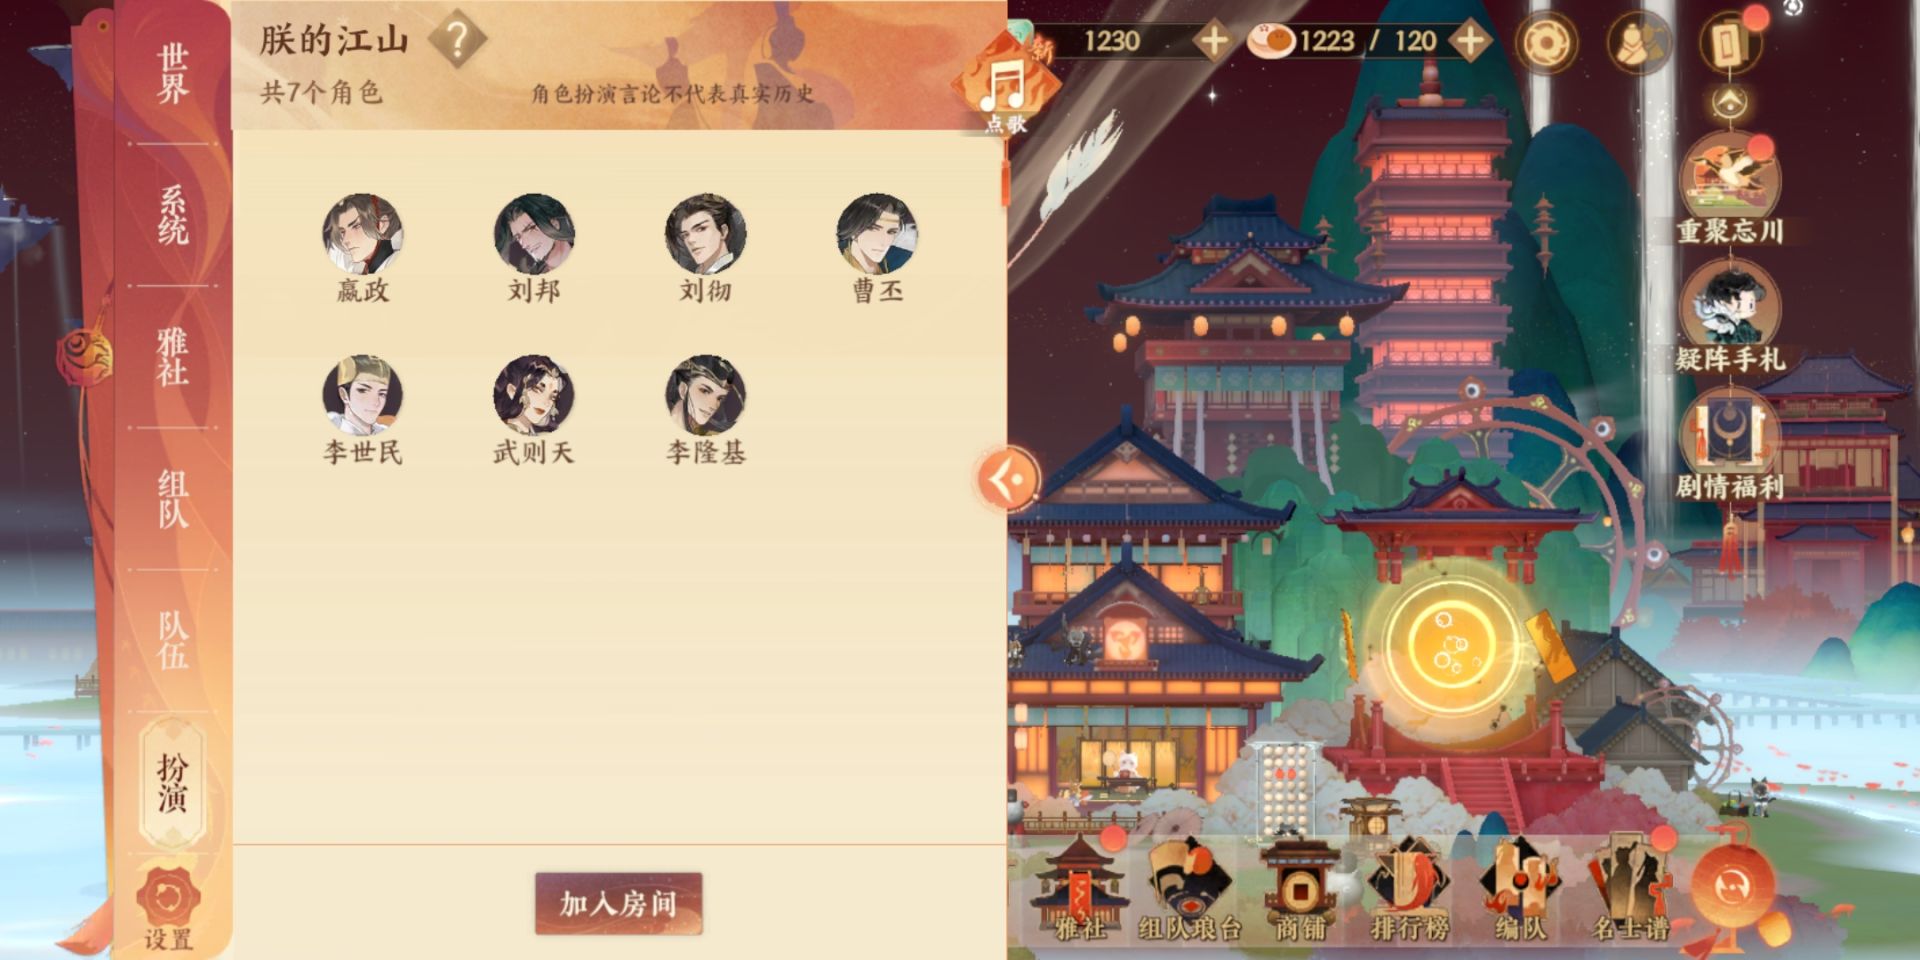 世界
系统
雅社
组队
队伍
扮演
设置
朕的江山
?
共7个角色
角色扮演言论不代表真实历史
嬴政
刘邦
刘彻
曹丕
李世民
武则天
李隆基
加入房间
新
点歌
1230
1223 / 120
重聚忘川
疑阵手札
剧情福利
雅社
组队琅台
商铺
排行榜
编队
名士谱